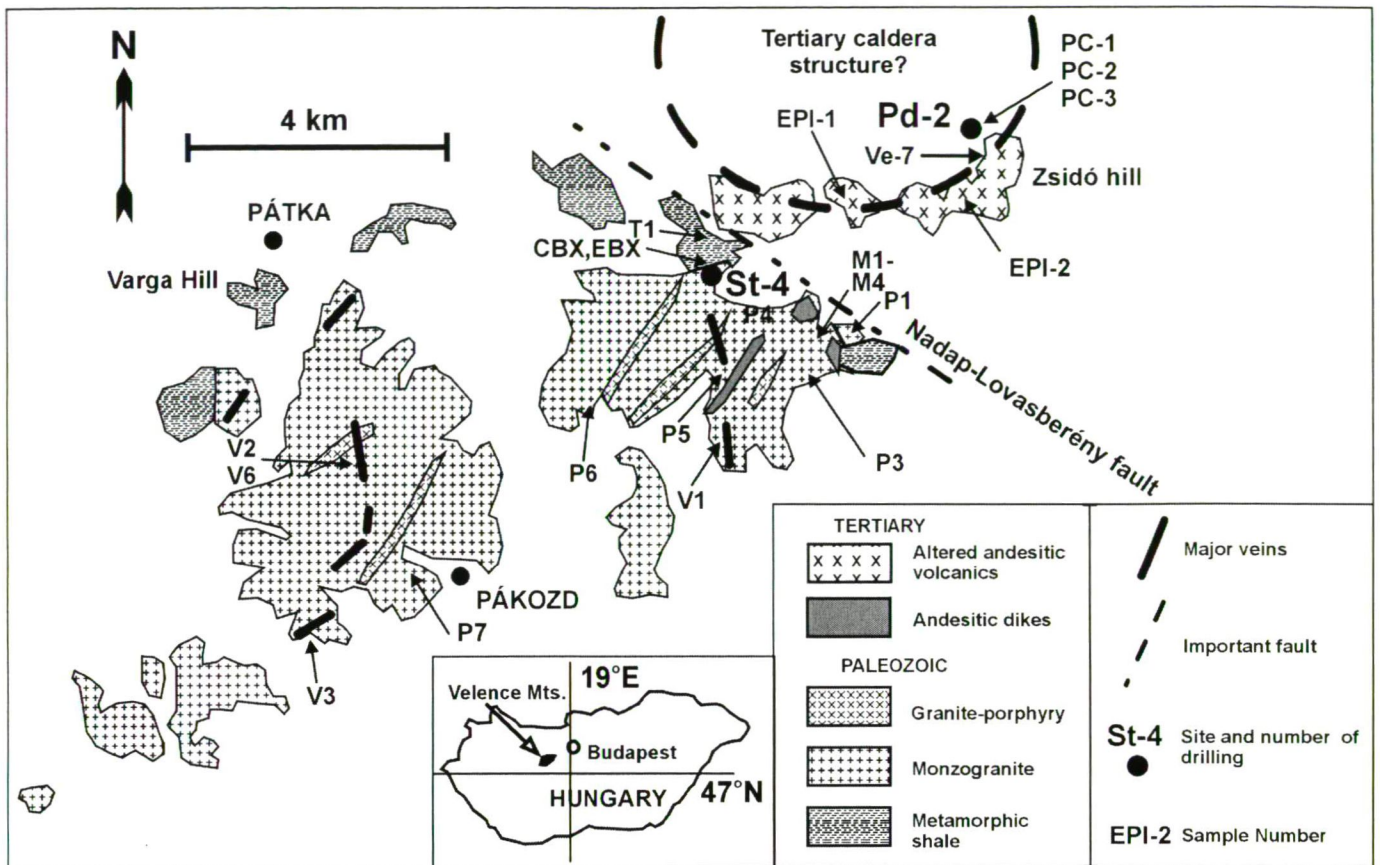 N
4 km
Tertiary caldera
structure?
PC-1
PC-2
PC-3
Pd-2
EPI-1
Ve-7
Zsidó hill
EPI-2
PÁTKA
Varga Hill
T1
CBX,EBX
St-4
M1-
M4
P1
P4
Nadap-Lovasberény fault
P5
P6
V1
P3
V2
V6
PÁKOZD
P7
V3
Velence Mts.
19°E
Budapest
HUNGARY
47°N
TERTIARY
Altered andesitic
volcanics
Andesitic dikes
PALEOZOIC
Granite-porphyry
Monzogranite
Metamorphic
shale
Major veins
Important fault
St-4
Site and number of
drilling
EPI-2
Sample Number